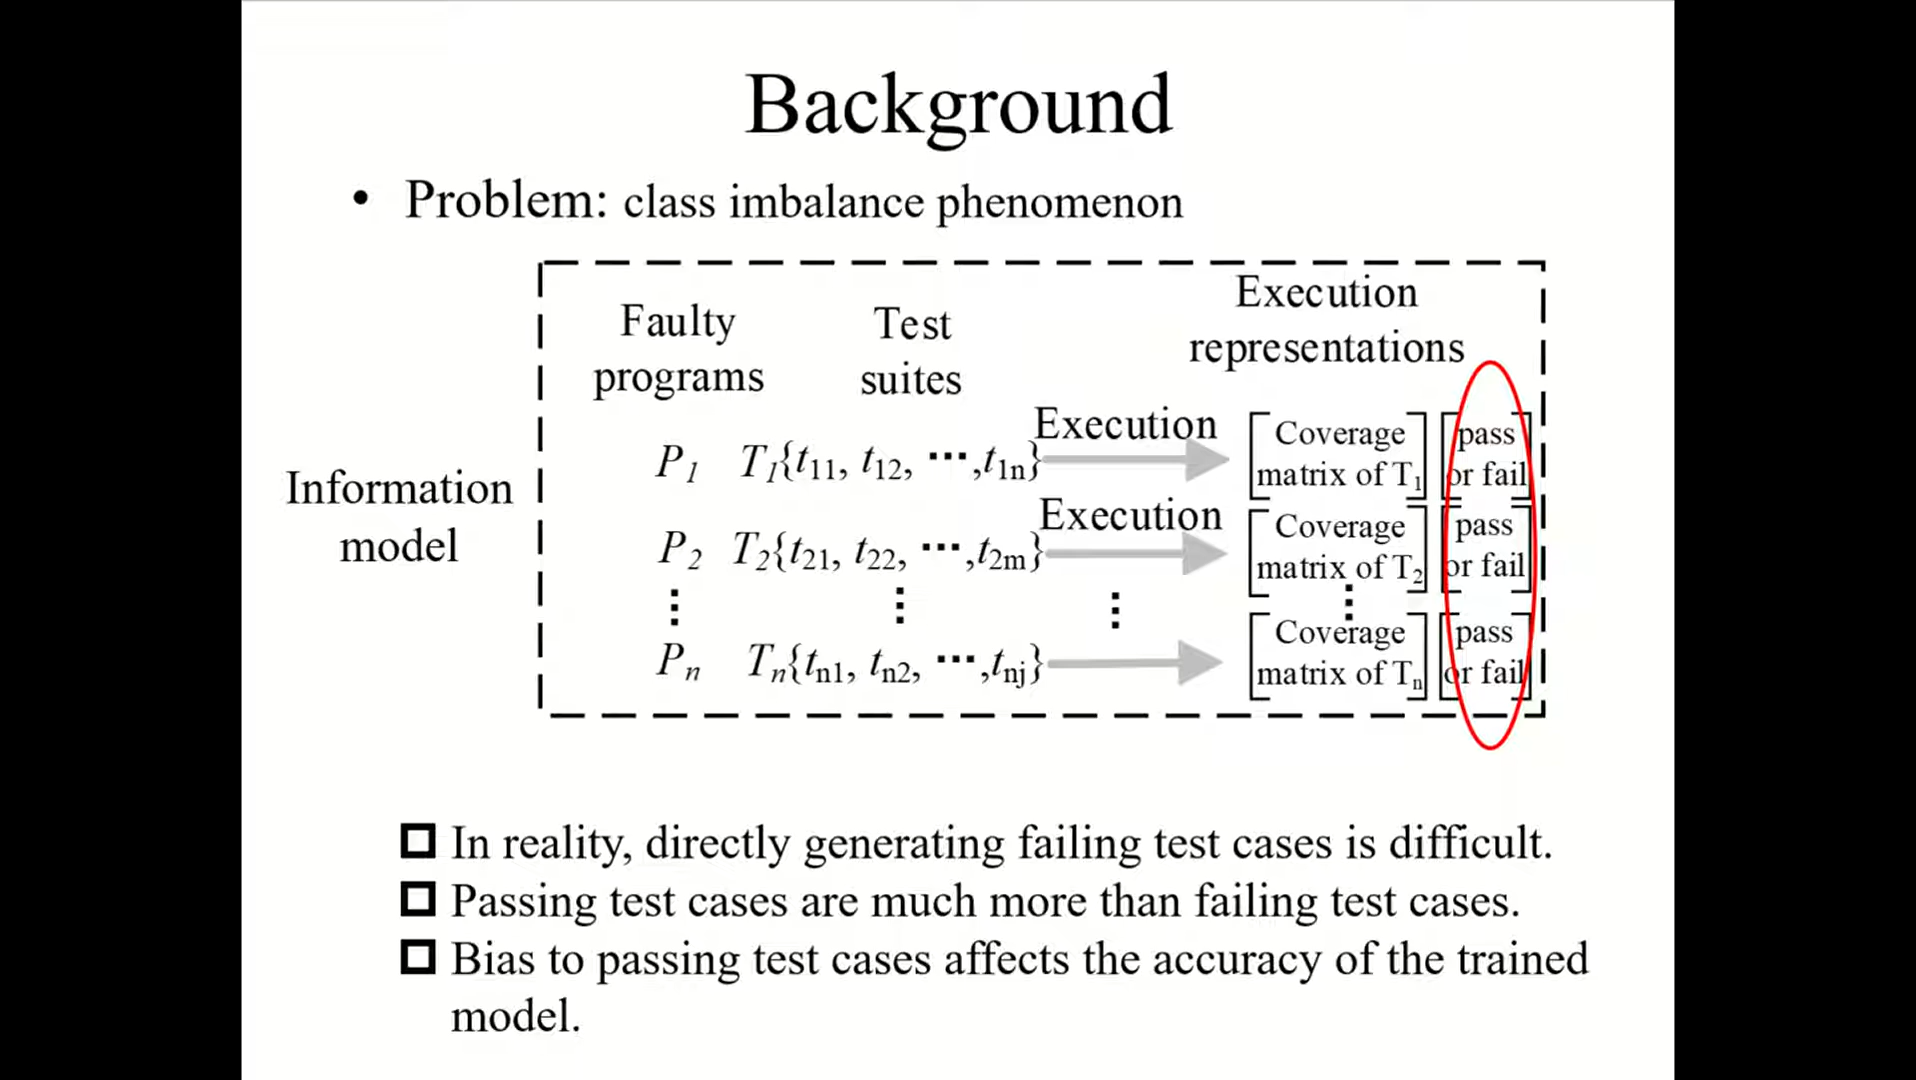 Background
• Problem: class imbalance phenomenon
Information
model
Faulty
programs
Test
suites
Execution
representations
P1 T1{t11, t12, ⋯,t1n} Execution [Coverage matrix of T1] [pass or fail]
P2 T2{t21, t22, ⋯,t2m} Execution [Coverage matrix of T2] [pass or fail]
⋮ ⋮ ⋮ ⋮
Pn Tn{tn1, tn2, ⋯,tnj} [Coverage matrix of Tn] [pass or fail]
In reality, directly generating failing test cases is difficult.
Passing test cases are much more than failing test cases.
Bias to passing test cases affects the accuracy of the trained
model.